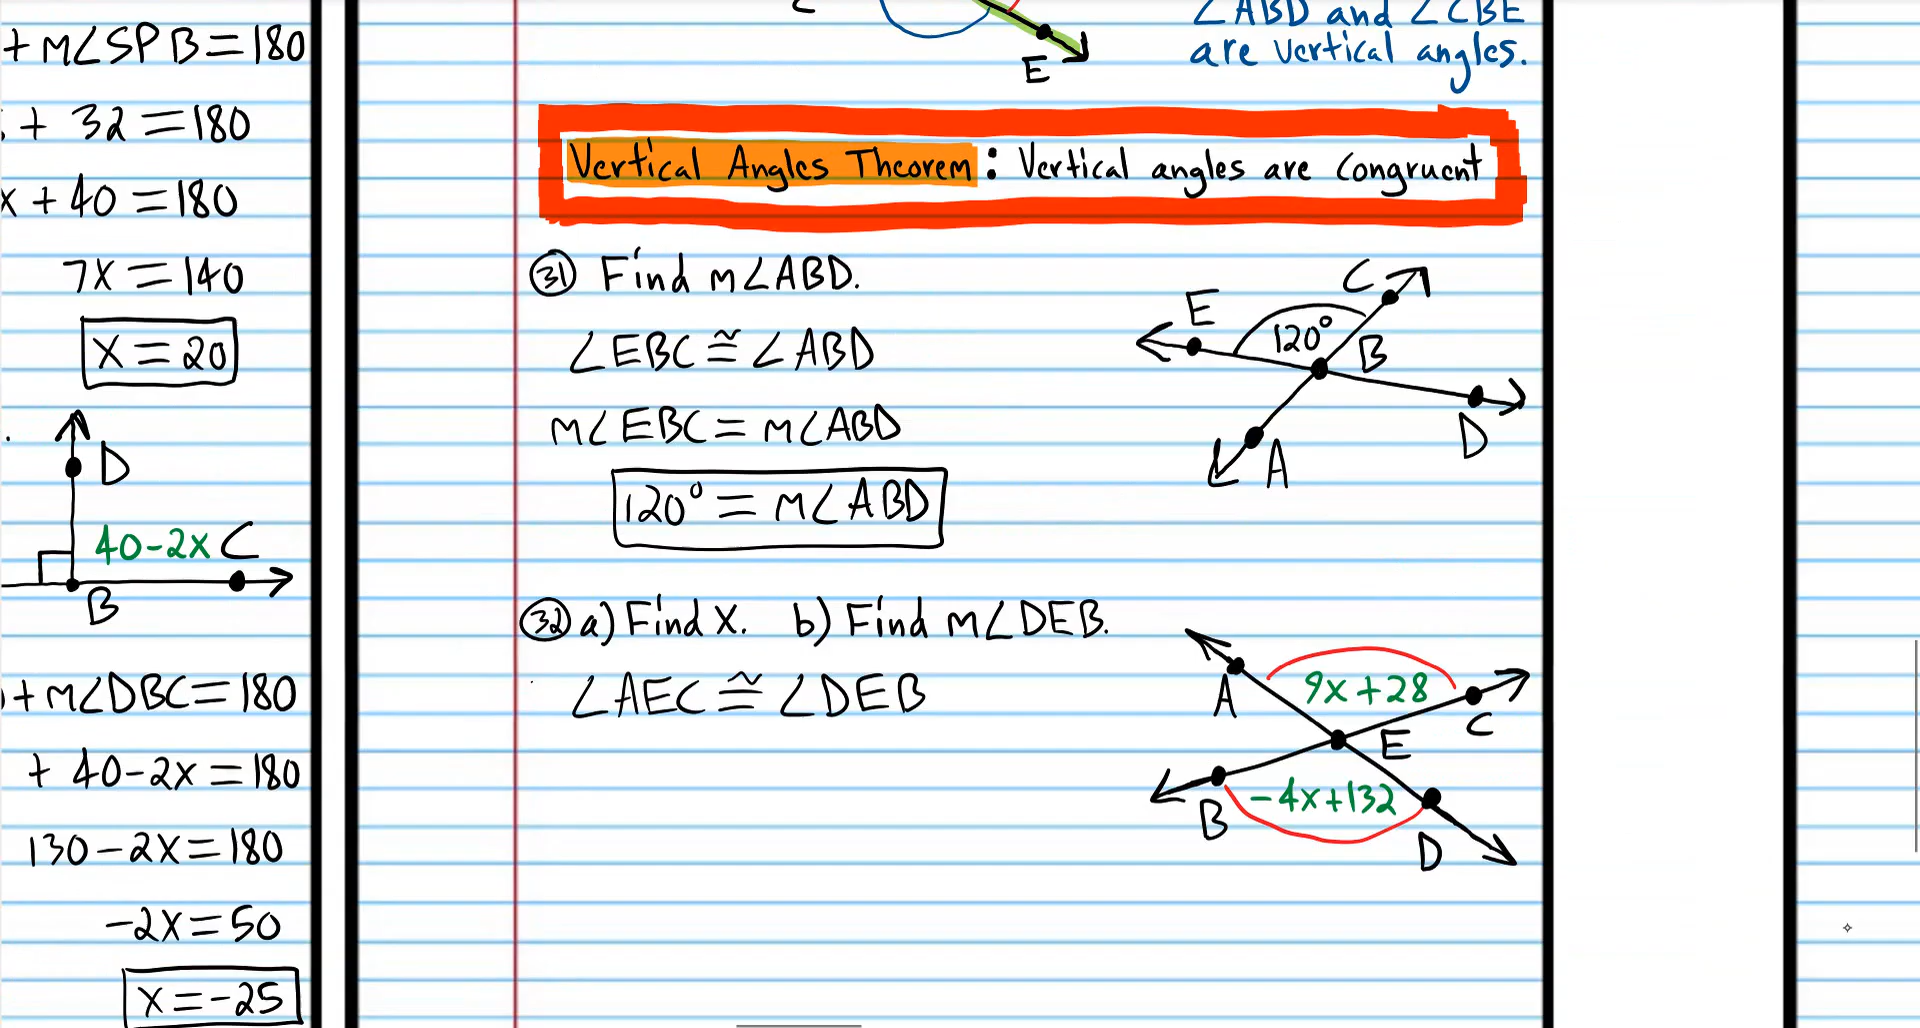 + m∠SPB = 180
+ 32 = 180
x + 40 = 180
7x = 140
x = 20
D
40-2x C
B
+ m∠DBC = 180
+ 40-2x = 180
130-2x = 180
-2x = 50
x = -25
E
∠ABD and ∠CBE
are vertical angles.
Vertical Angles Theorem: Vertical angles are congruent
31 Find m∠ABD.
∠EBC ≅ ∠ABD
m∠EBC = m∠ABD
120° = m∠ABD
C
E
120°
B
D
A
32 a) Find x. b) Find m∠DEB.
∠AEC ≅ ∠DEB
A
9x+28
C
E
B
-4x+132
D